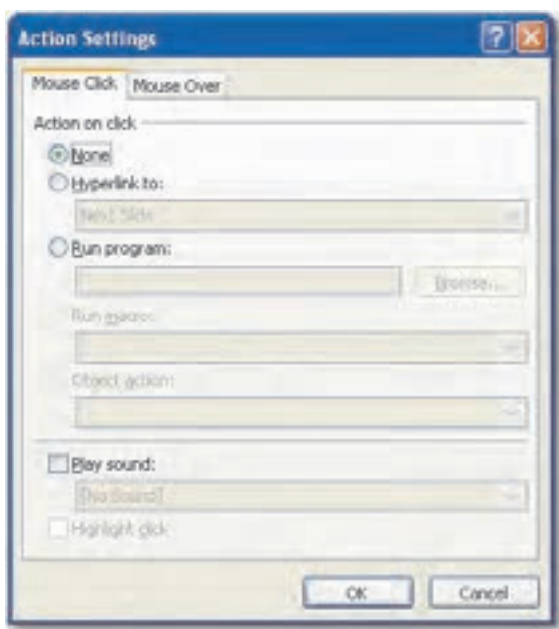 Action Settings
Mouse Click Mouse Over
Action on click
None
Hyperlink to:
Next Slide
Run program:
Browse...
Run macro:
Object action:
Play sound:
[No Sound]
Highlight click
OK Cancel